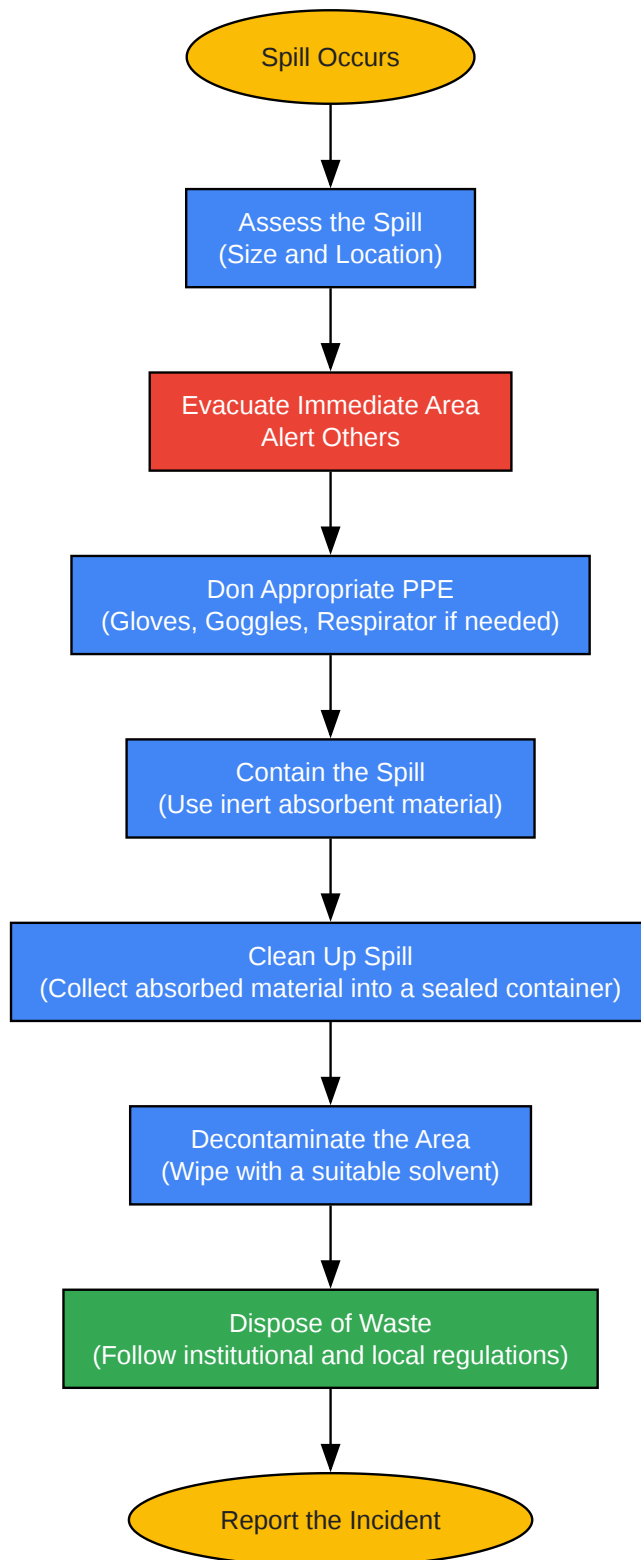 Spill Occurs
Assess the Spill
(Size and Location)
Evacuate Immediate Area
Alert Others
Don Appropriate PPE
(Gloves, Goggles, Respirator if needed)
Contain the Spill
(Use inert absorbent material)
Clean Up Spill
(Collect absorbed material into a sealed container)
Decontaminate the Area
(Wipe with a suitable solvent)
Dispose of Waste
(Follow institutional and local regulations)
Report the Incident